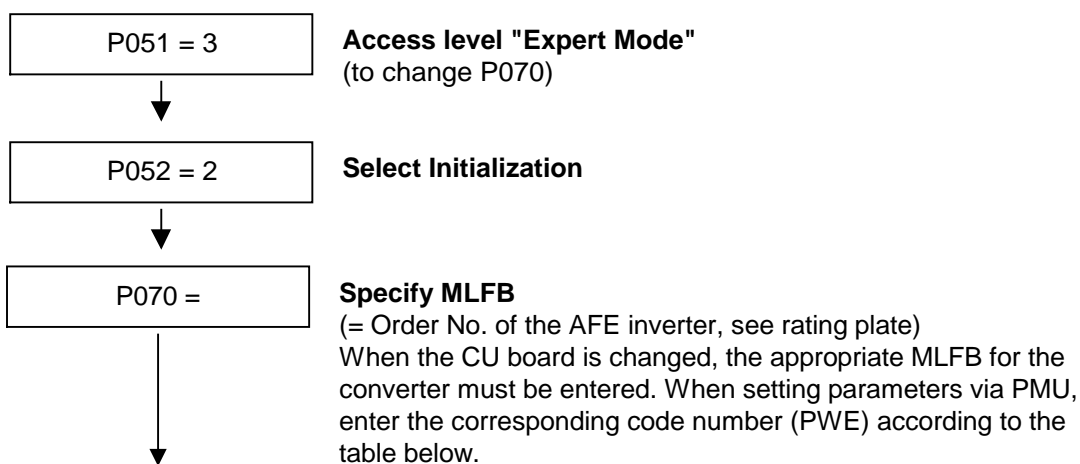 P051 = 3
Access level "Expert Mode"
(to change P070)
P052 = 2
Select Initialization
P070 =
Specify MLFB
(= Order No. of the AFE inverter, see rating plate)
When the CU board is changed, the appropriate MLFB for the
converter must be entered. When setting parameters via PMU,
enter the corresponding code number (PWE) according to the
table below.